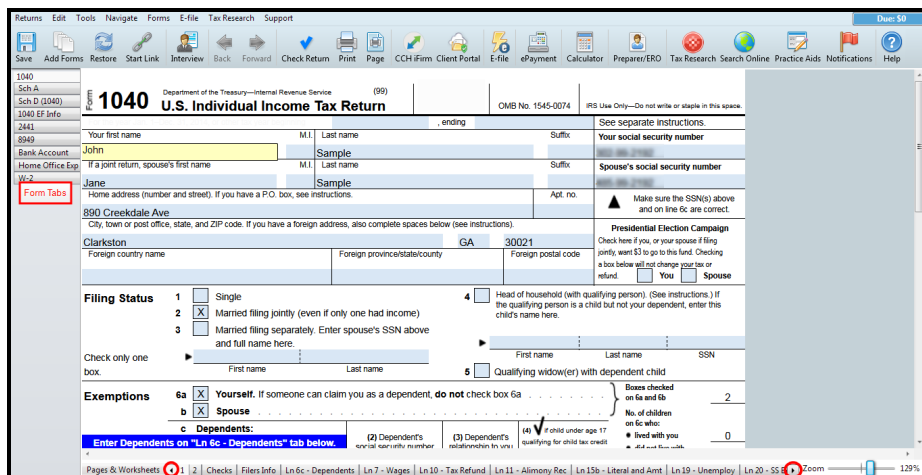 Returns Edit Tools Navigate Forms E-file Tax Research Support Due: $0
Save Add Forms Restore Start Link Interview Back Forward Check Return Print Page CCH iFirm Client Portal E-file ePayment Calculator Preparer/ERO Tax Research Search Online Practice Aids Notifications Help
1040
Sch A
Sch D (1040)
1040 EF Info
2441
8949
Bank Account
Home Office Exp
W-2
Form Tabs
Form 1040 Department of the Treasury—Internal Revenue Service (99)
U.S. Individual Income Tax Return OMB No. 1545-0074 IRS Use Only—Do not write or staple in this space.
, ending See separate instructions.
Your first name M.I. Last name Suffix Your social security number
John Sample
If a joint return, spouse's first name M.I. Last name Suffix Spouse's social security number
Jane Sample
Home address (number and street). If you have a P.O. box, see instructions. Apt. no. Make sure the SSN(s) above
and on line 6c are correct.
890 Creekdale Ave
City, town or post office, state, and ZIP code. If you have a foreign address, also complete spaces below (see instructions). Presidential Election Campaign
Clarkston GA 30021 Check here if you, or your spouse if filing
jointly, want $3 to go to this fund. Checking
Foreign country name Foreign province/state/county Foreign postal code a box below will not change your tax or
refund. You Spouse
Filing Status 1 Single 4 Head of household (with qualifying person). (See instructions.) If
the qualifying person is a child but not your dependent, enter this
child's name here.
2 X Married filing jointly (even if only one had income)
3 Married filing separately. Enter spouse's SSN above
and full name here.
Check only one
box. First name Last name First name Last name SSN
5 Qualifying widow(er) with dependent child
Exemptions 6a X Yourself. If someone can claim you as a dependent, do not check box 6a Boxes checked
on 6a and 6b 2
b X Spouse No. of children
on 6c who:
c Dependents: (2) Dependent's
social security number (3) Dependent's
relationship to you (4) if child under age 17
qualifying for child tax credit • lived with you 0
Enter Dependents on "Ln 6c - Dependents" tab below. • did not live with
Pages & Worksheets 1 2 Checks Filers Info Ln 6c - Dependents Ln 7 - Wages Ln 10 - Tax Refund Ln 11 - Alimony Rec Ln 15b - Literal and Amt Ln 19 - Unemploy Ln 20 - SS Zoom 129%